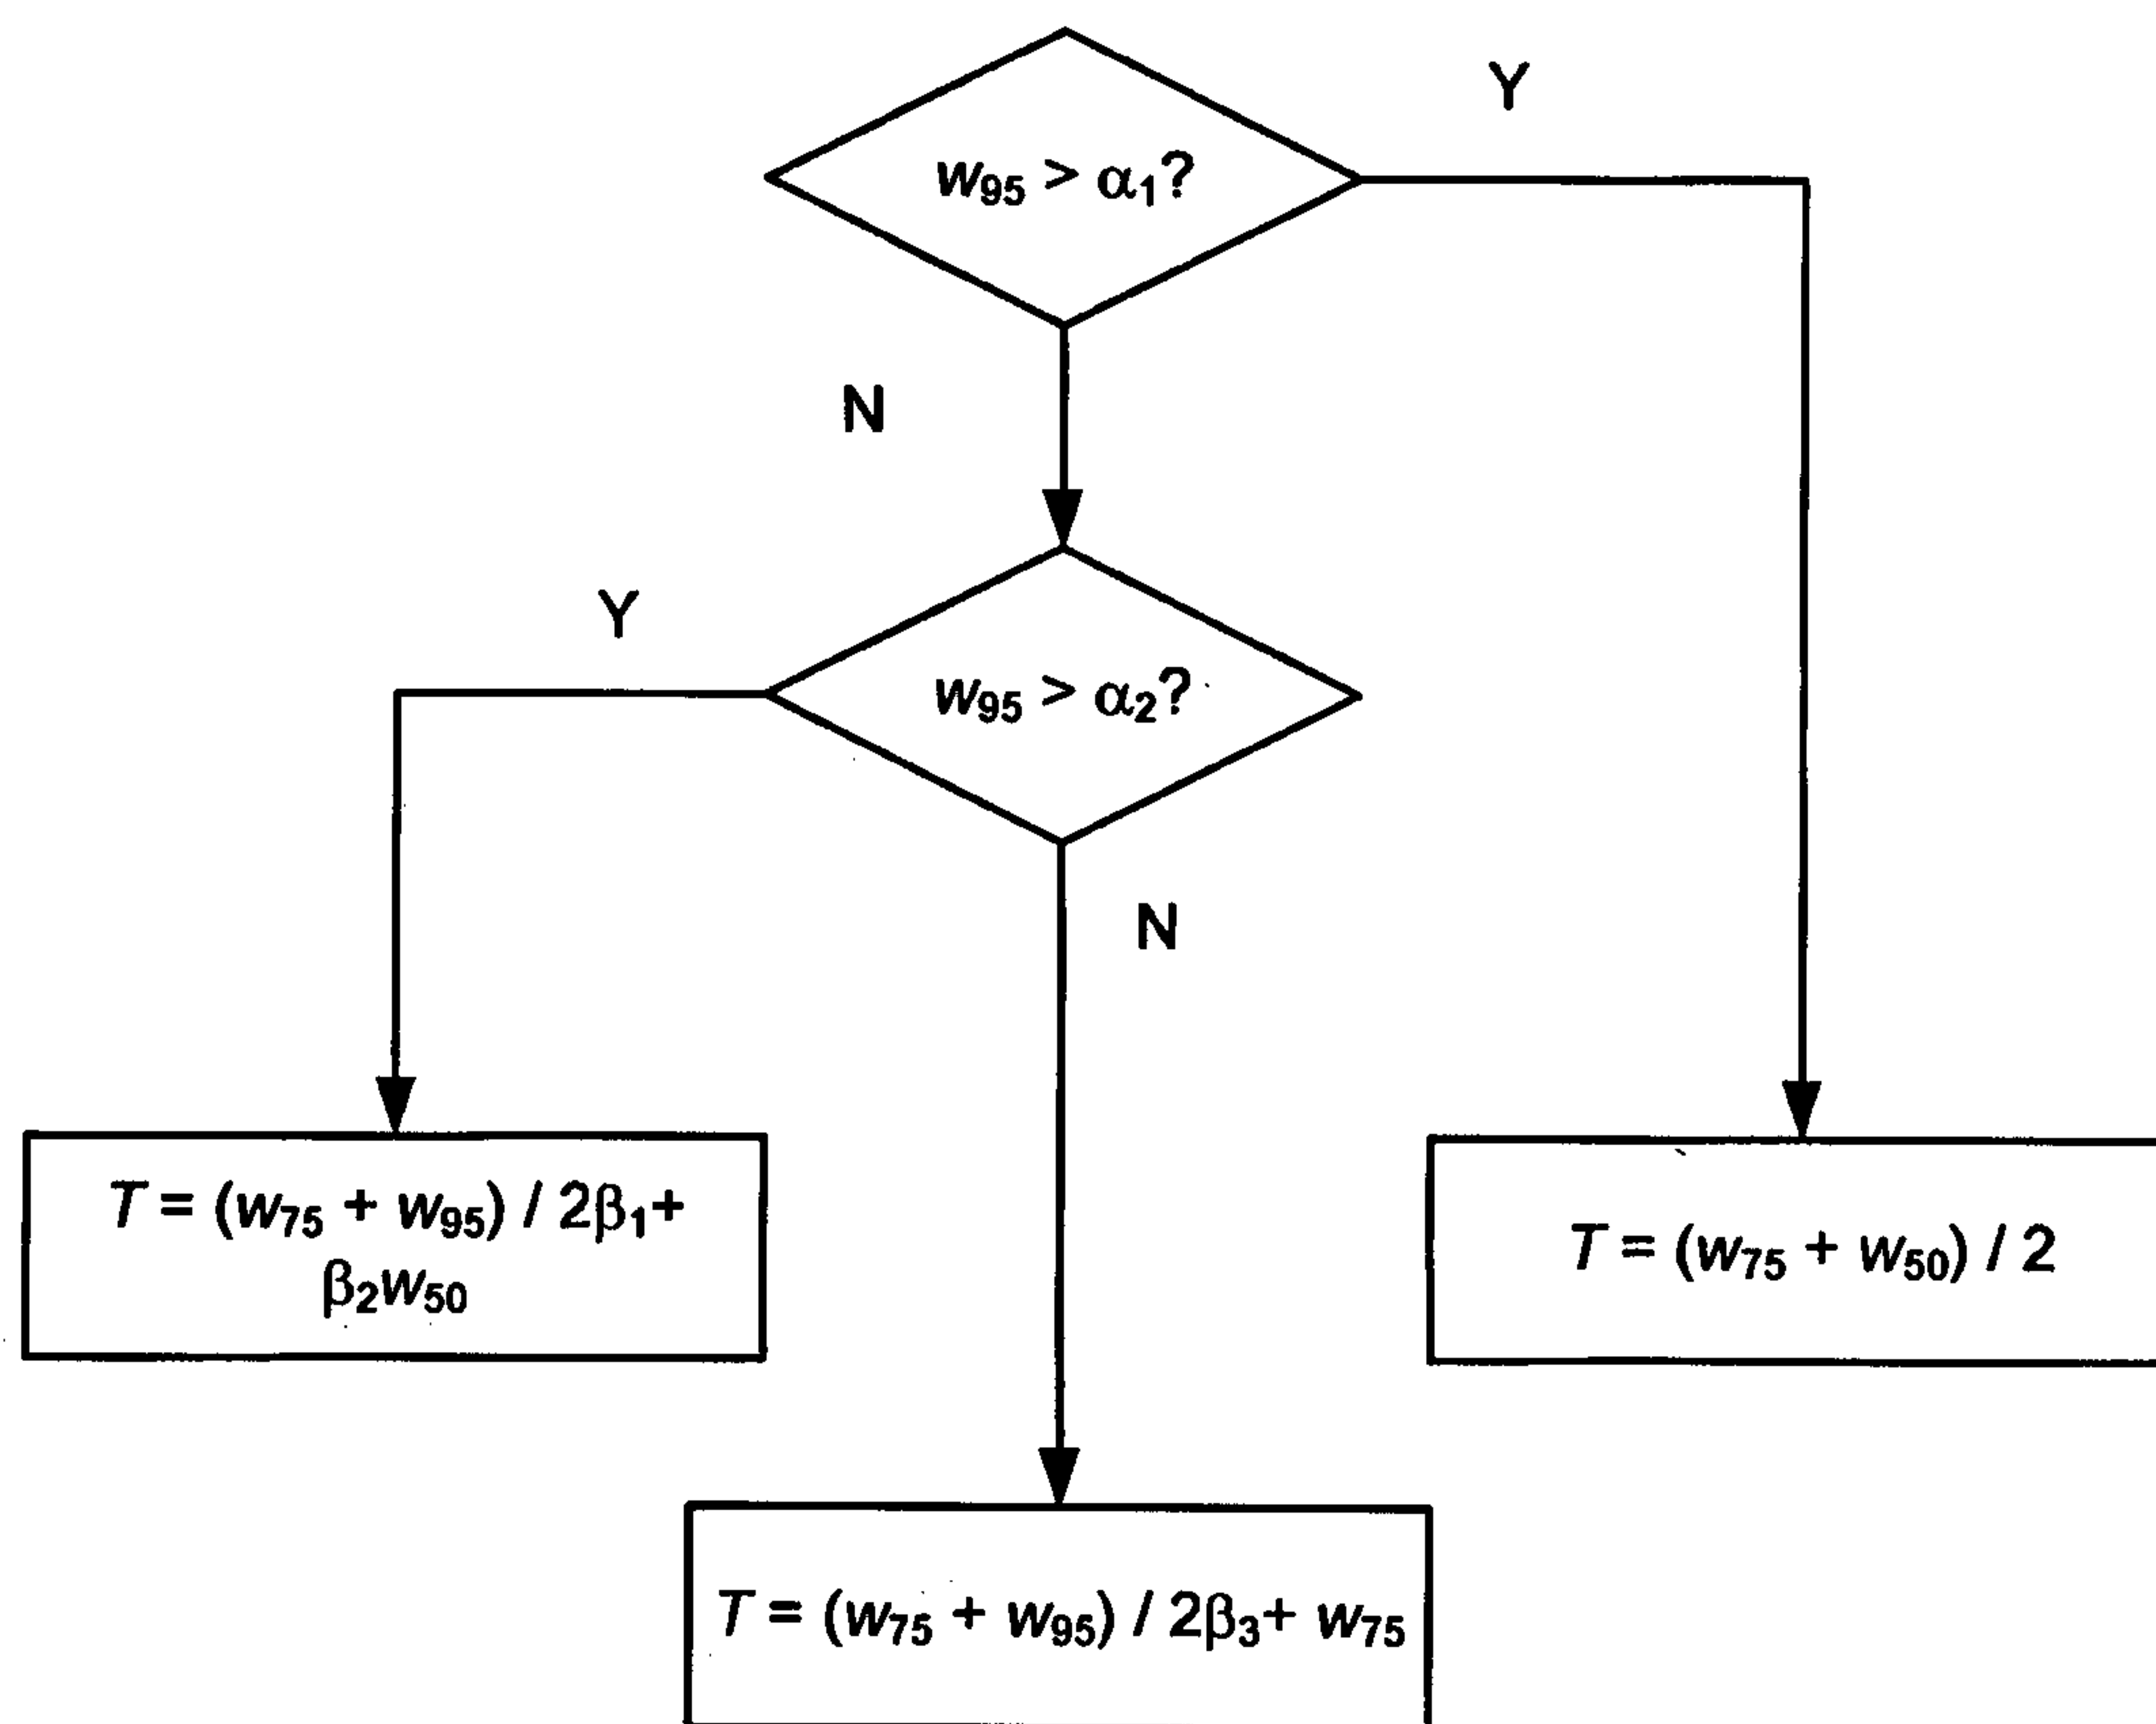 Y
w₉₅ > α₁?
N
Y
w₉₅ > α₂?
N
T = (w₇₅ + w₉₅) / 2β₁+
β₂w₅₀
T = (w₇₅ + w₅₀) / 2
T = (w₇₅ + w₉₅) / 2β₃+ w₇₅